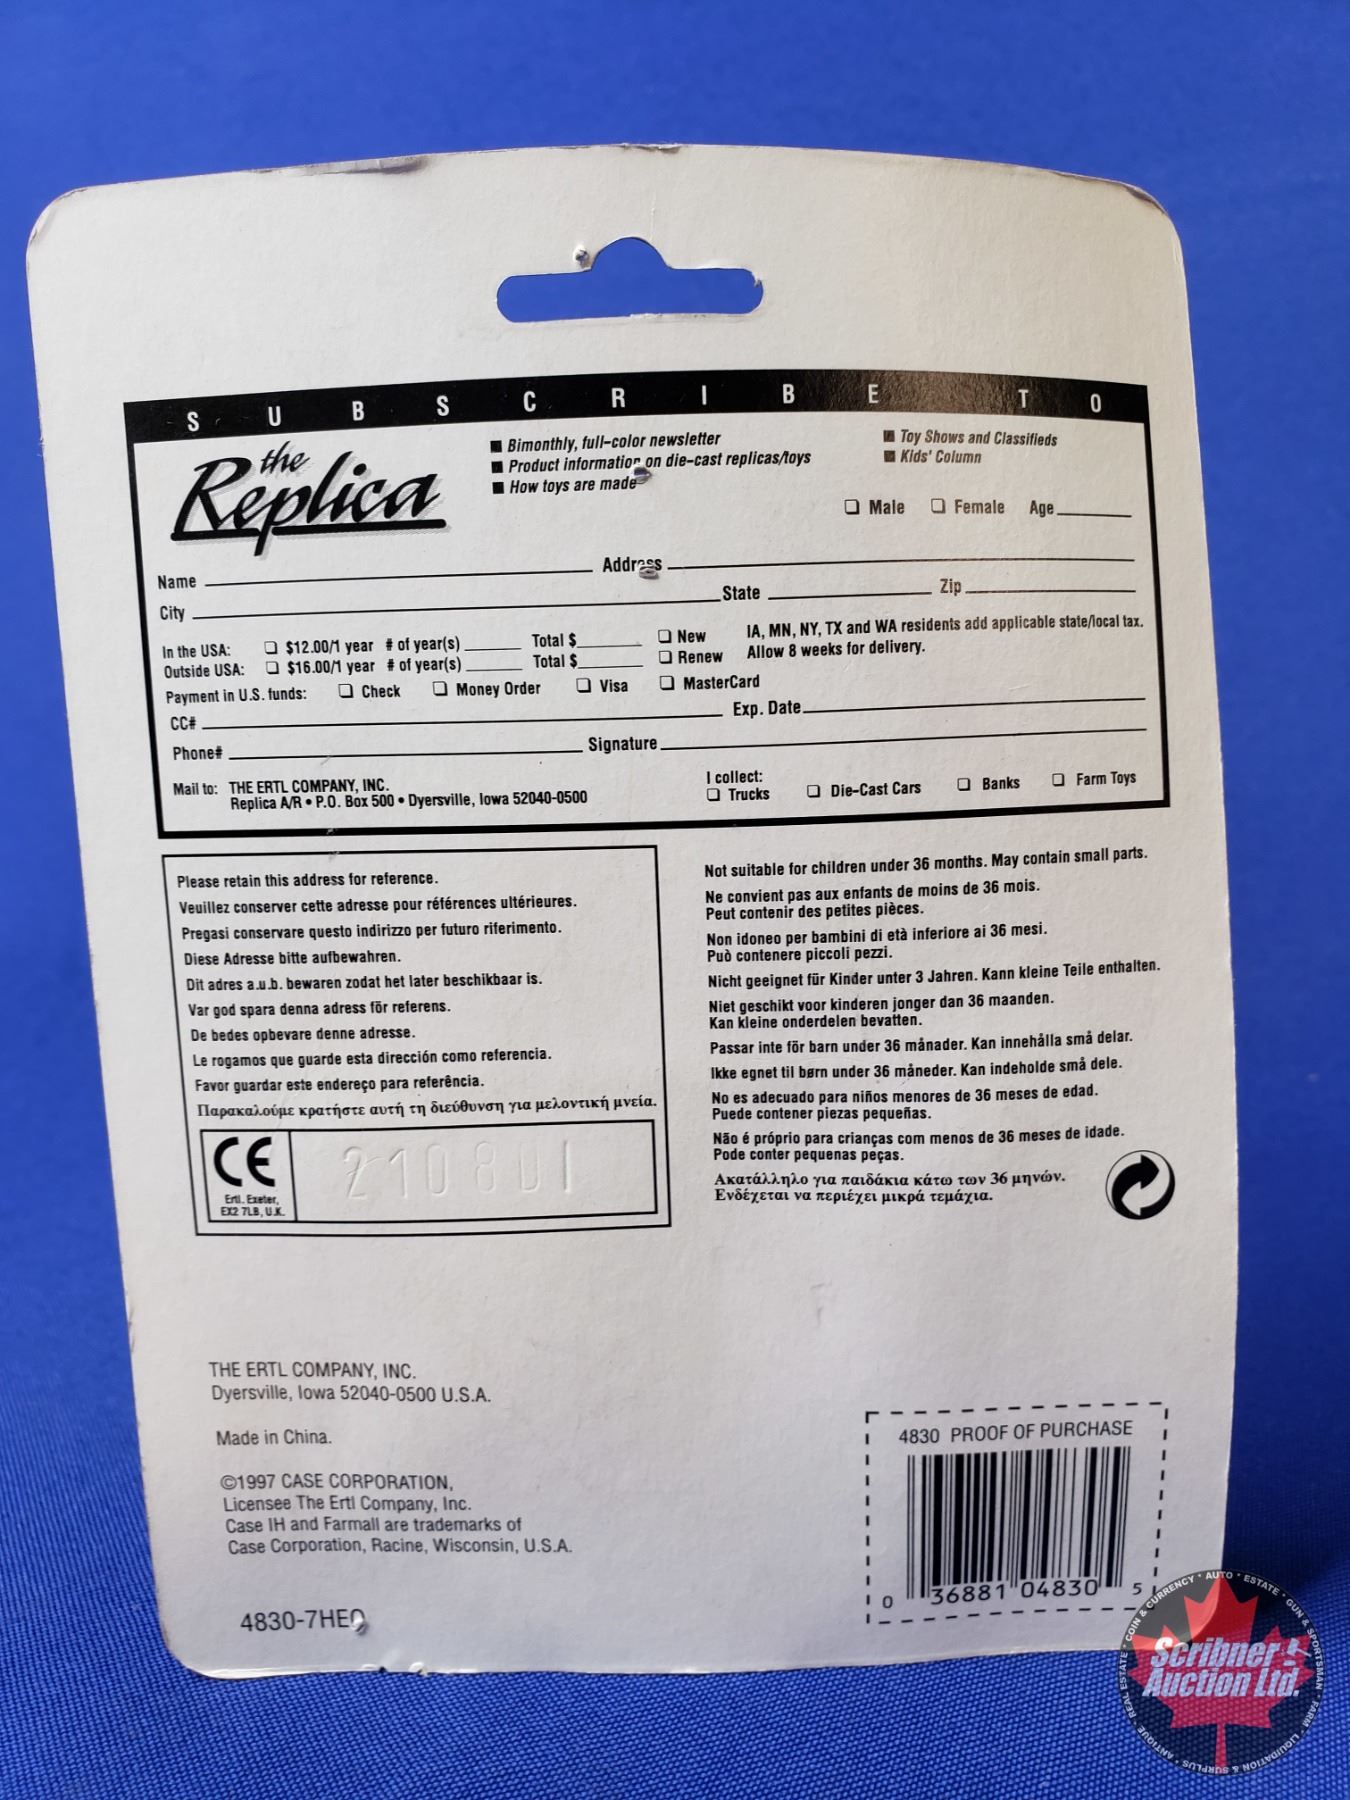 SUBSCRIBE TO
the
Replica
■ Bimonthly, full-color newsletter
■ Product information on die-cast replicas/toys
■ How toys are made
■ Toy Shows and Classifieds
■ Kids' Column
❏ Male ❏ Female Age
Name Address
City State Zip
In the USA: ❏ $12.00/1 year # of year(s) Total $
Outside USA: ❏ $16.00/1 year # of year(s) Total $
❏ New
❏ Renew
IA, MN, NY, TX and WA residents add applicable state/local tax.
Allow 8 weeks for delivery.
Payment in U.S. funds: ❏ Check ❏ Money Order ❏ Visa ❏ MasterCard
CC# Exp. Date
Phone# Signature
Mail to: THE ERTL COMPANY, INC.
Replica A/R • P.O. Box 500 • Dyersville, Iowa 52040-0500
I collect:
❏ Trucks ❏ Die-Cast Cars ❏ Banks ❏ Farm Toys
Please retain this address for reference.
Veuillez conserver cette adresse pour références ultérieures.
Pregasi conservare questo indirizzo per futuro riferimento.
Diese Adresse bitte aufbewahren.
Dit adres a.u.b. bewaren zodat het later beschikbaar is.
Var god spara denna adress för referens.
De bedes opbevare denne adresse.
Le rogamos que guarde esta dirección como referencia.
Favor guardar este endereço para referência.
Παρακαλούμε κρατήστε αυτή τη διεύθυνση για μελοντική μνεία.
CE
Ertl. Exeter,
EX2 7LB, U.K.
Not suitable for children under 36 months. May contain small parts.
Ne convient pas aux enfants de moins de 36 mois.
Peut contenir des petites pièces.
Non idoneo per bambini di età inferiore ai 36 mesi.
Può contenere piccoli pezzi.
Nicht geeignet für Kinder unter 3 Jahren. Kann kleine Teile enthalten.
Niet geschikt voor kinderen jonger dan 36 maanden.
Kan kleine onderdelen bevatten.
Passar inte för barn under 36 månader. Kan innehålla små delar.
Ikke egnet til børn under 36 måneder. Kan indeholde små dele.
No es adecuado para niños menores de 36 meses de edad.
Puede contener piezas pequeñas.
Não é próprio para crianças com menos de 36 meses de idade.
Pode conter pequenas peças.
Ακατάλληλο για παιδάκια κάτω των 36 μηνών.
Ενδέχεται να περιέχει μικρά τεμάχια.
THE ERTL COMPANY, INC.
Dyersville, Iowa 52040-0500 U.S.A.
Made in China.
©1997 CASE CORPORATION,
Licensee The Ertl Company, Inc.
Case IH and Farmall are trademarks of
Case Corporation, Racine, Wisconsin, U.S.A.
4830-7HEO
4830 PROOF OF PURCHASE
0 36881 04830 5
Scribner
Auction Ltd.
COIN & CURRENCY • AUTO • ESTATE • GUN & SPORTSMAN • FARM • LIQUIDATION & SURPLUS • ANTIQUE • REAL ESTATE